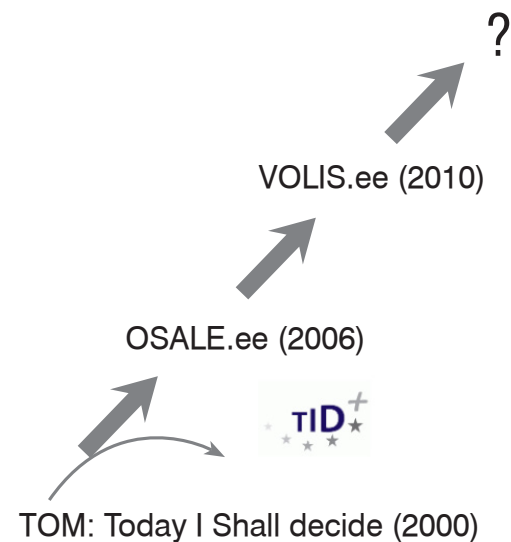 ?
VOLIS.ee (2010)
OSALE.ee (2006)
TID+
TOM: Today I Shall decide (2000)